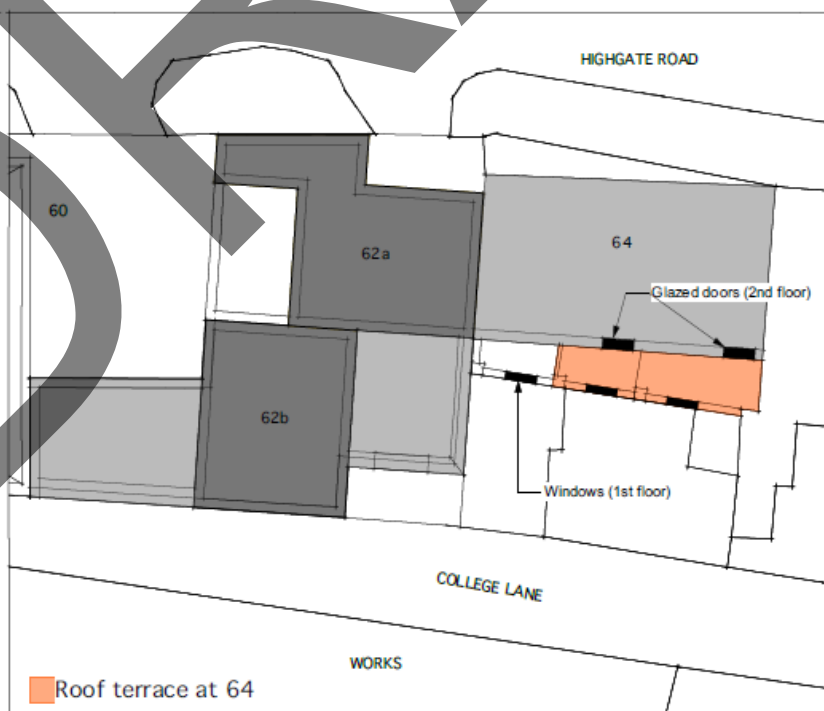 HIGHGATE ROAD
60
64
62a
Glazed doors (2nd floor)
62b
Windows (1st floor)
COLLEGE LANE
WORKS
Roof terrace at 64